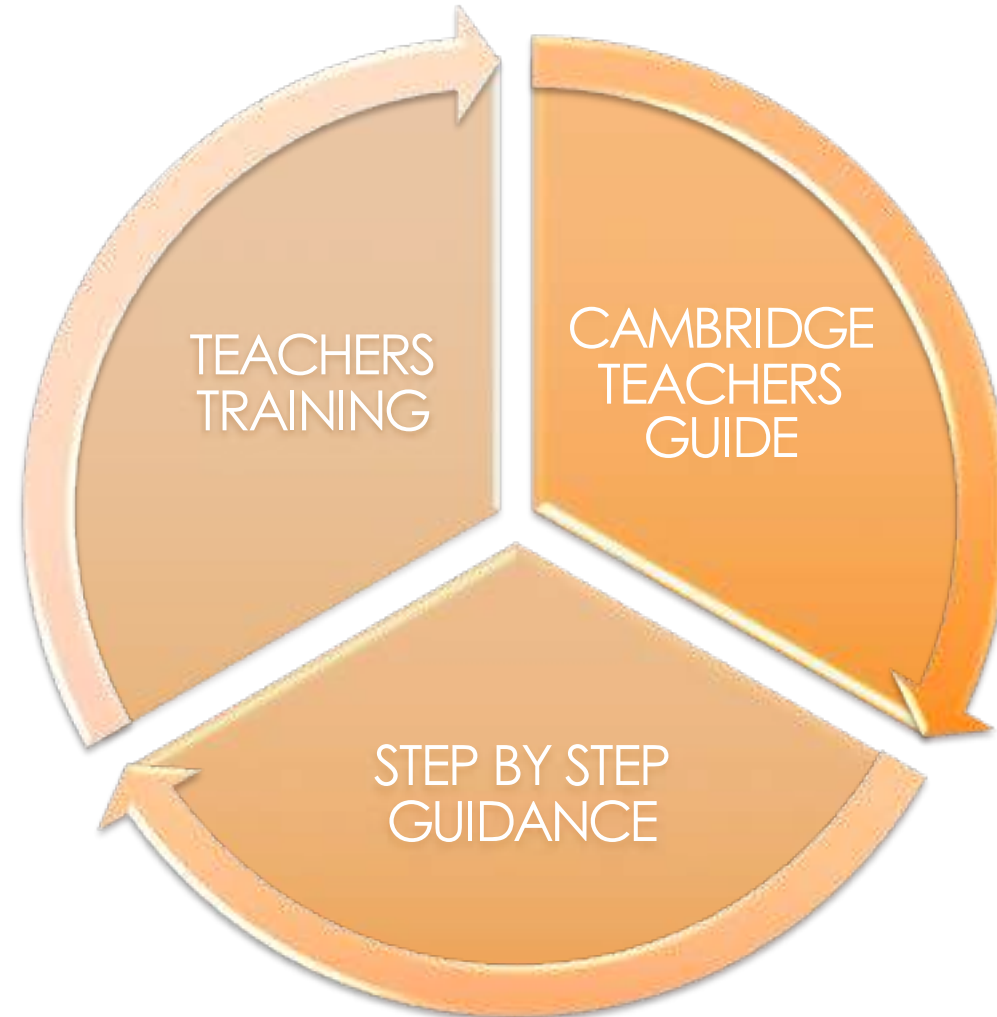 TEACHERS
TRAINING
CAMBRIDGE
TEACHERS
GUIDE
STEP BY STEP
GUIDANCE